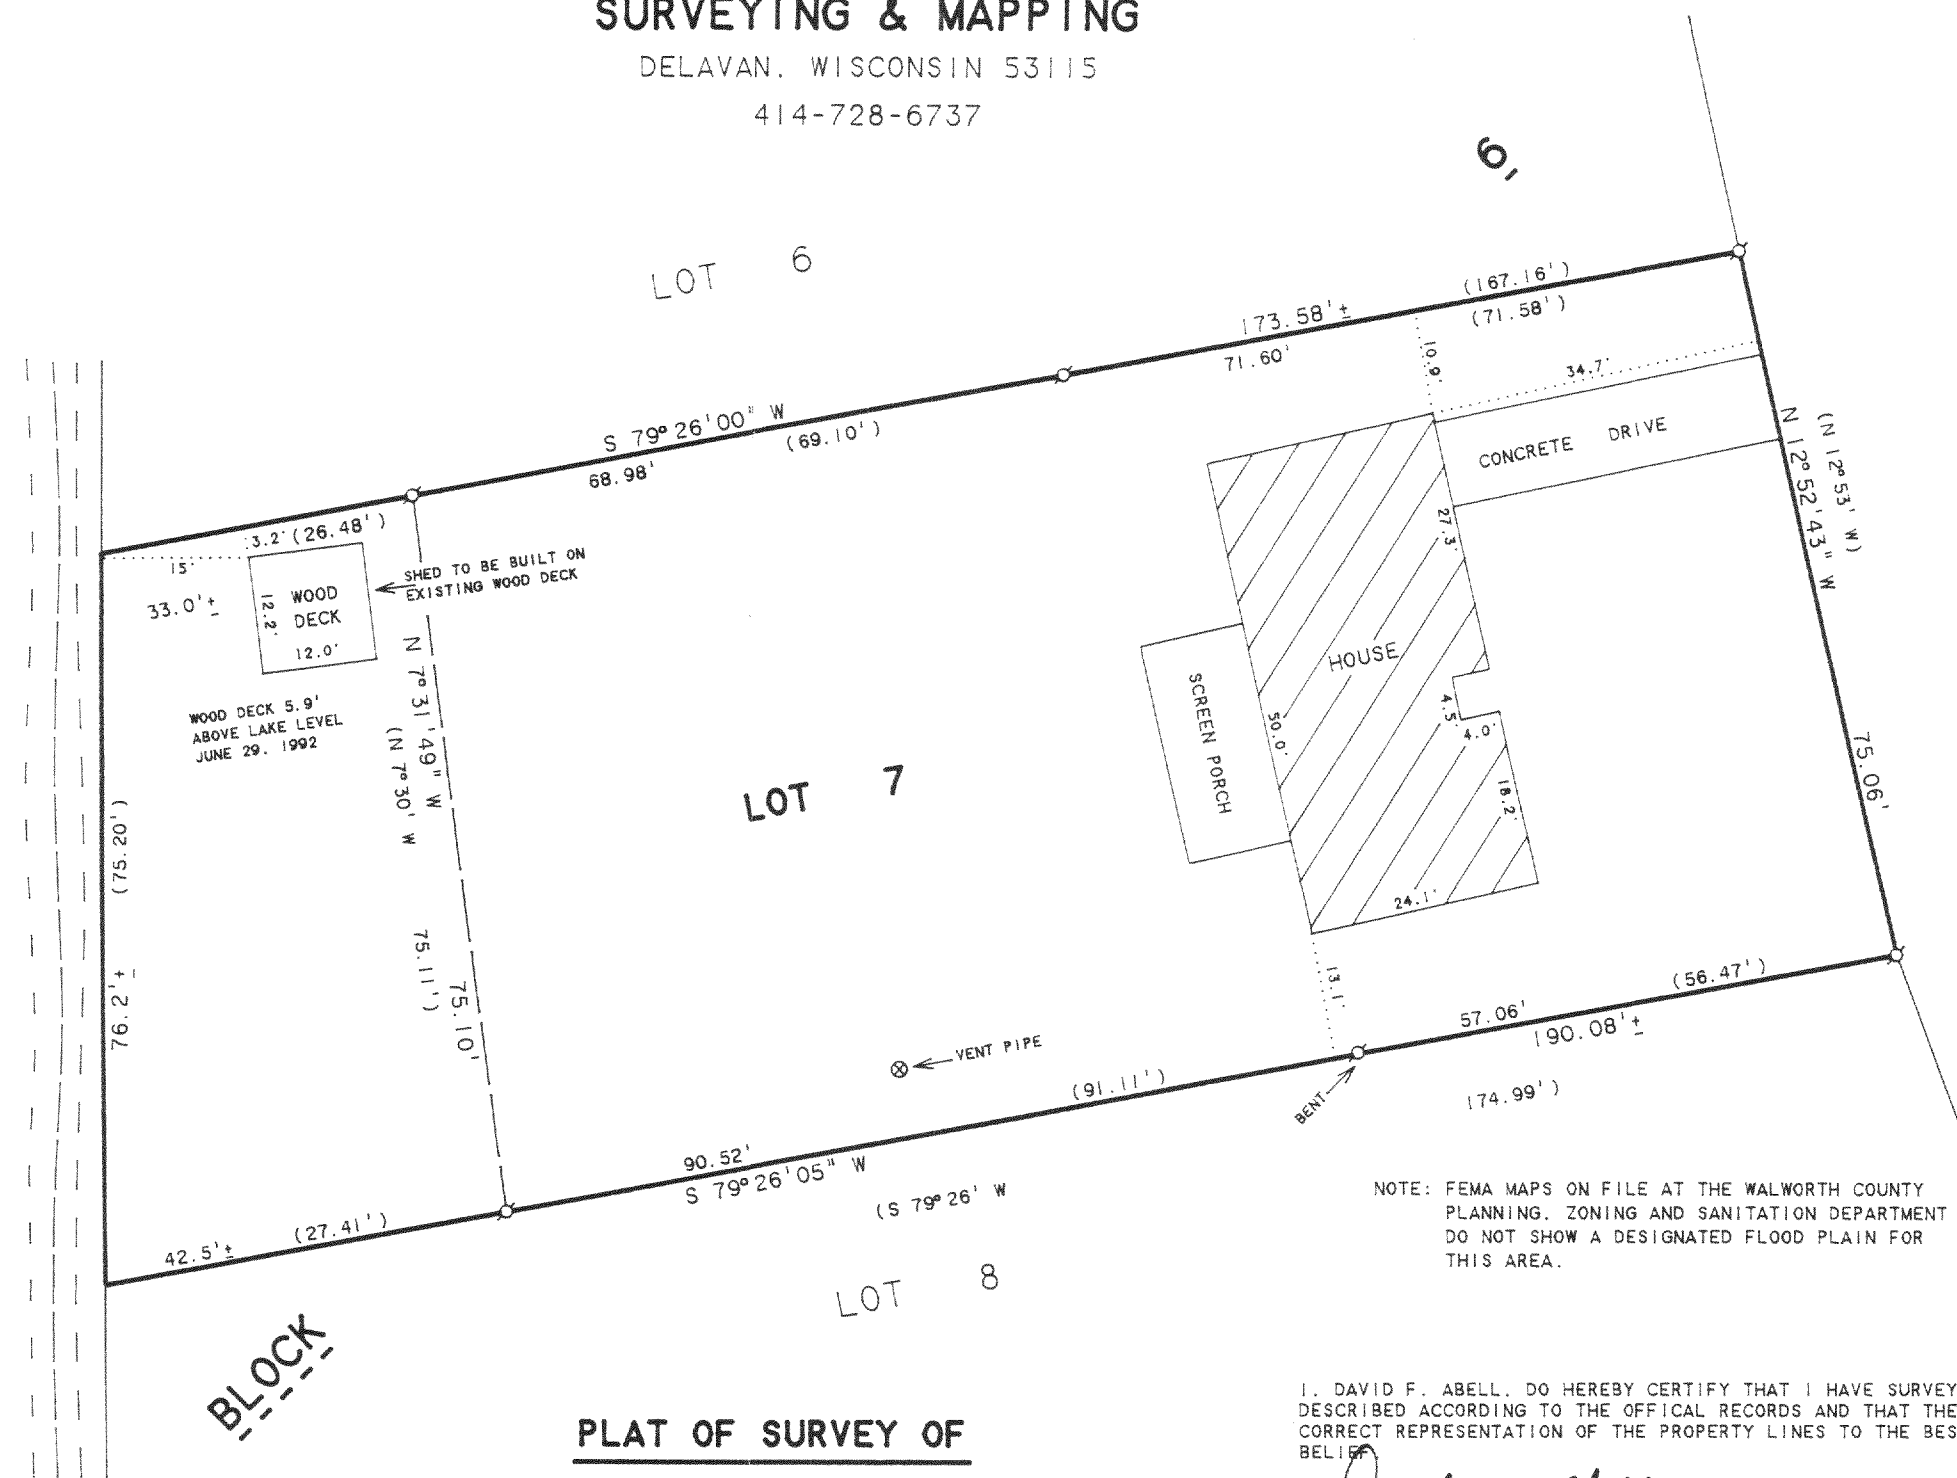 SURVEYING & MAPPING
DELAVAN, WISCONSIN 53115
414-728-6737
6,
LOT 6
(167.16')
173.58'±
(71.58')
71.60'
10.9'
34.7'
S 79°26'00" W
(69.10')
68.98'
CONCRETE DRIVE
N 12°52'43" W
(N 12°53' W)
3.2'
(26.48')
15'
33.0'±
12.2'
WOOD
DECK
12.0'
SHED TO BE BUILT ON
EXISTING WOOD DECK
27.3'
HOUSE
N 7°31'49" W
(N 7°30' W
WOOD DECK 5.9'
ABOVE LAKE LEVEL
JUNE 29, 1992
SCREEN PORCH
50.0'
4.5'
4.0'
18.2'
75.06'
LOT 7
(75.20')
76.2'±
75.11')
75.10'
24.1'
13.1'
(56.47')
57.06'
190.08'±
VENT PIPE
(91.11')
BENT
174.99')
90.52'
S 79°26'05" W
(S 79°26' W
(27.41')
42.5'±
LOT 8
NOTE: FEMA MAPS ON FILE AT THE WALWORTH COUNTY
PLANNING, ZONING AND SANITATION DEPARTMENT
DO NOT SHOW A DESIGNATED FLOOD PLAIN FOR
THIS AREA.
BLOCK
PLAT OF SURVEY OF
I, DAVID F. ABELL, DO HEREBY CERTIFY THAT I HAVE SURVEY
DESCRIBED ACCORDING TO THE OFFICAL RECORDS AND THAT THE
CORRECT REPRESENTATION OF THE PROPERTY LINES TO THE BES
BELIEF